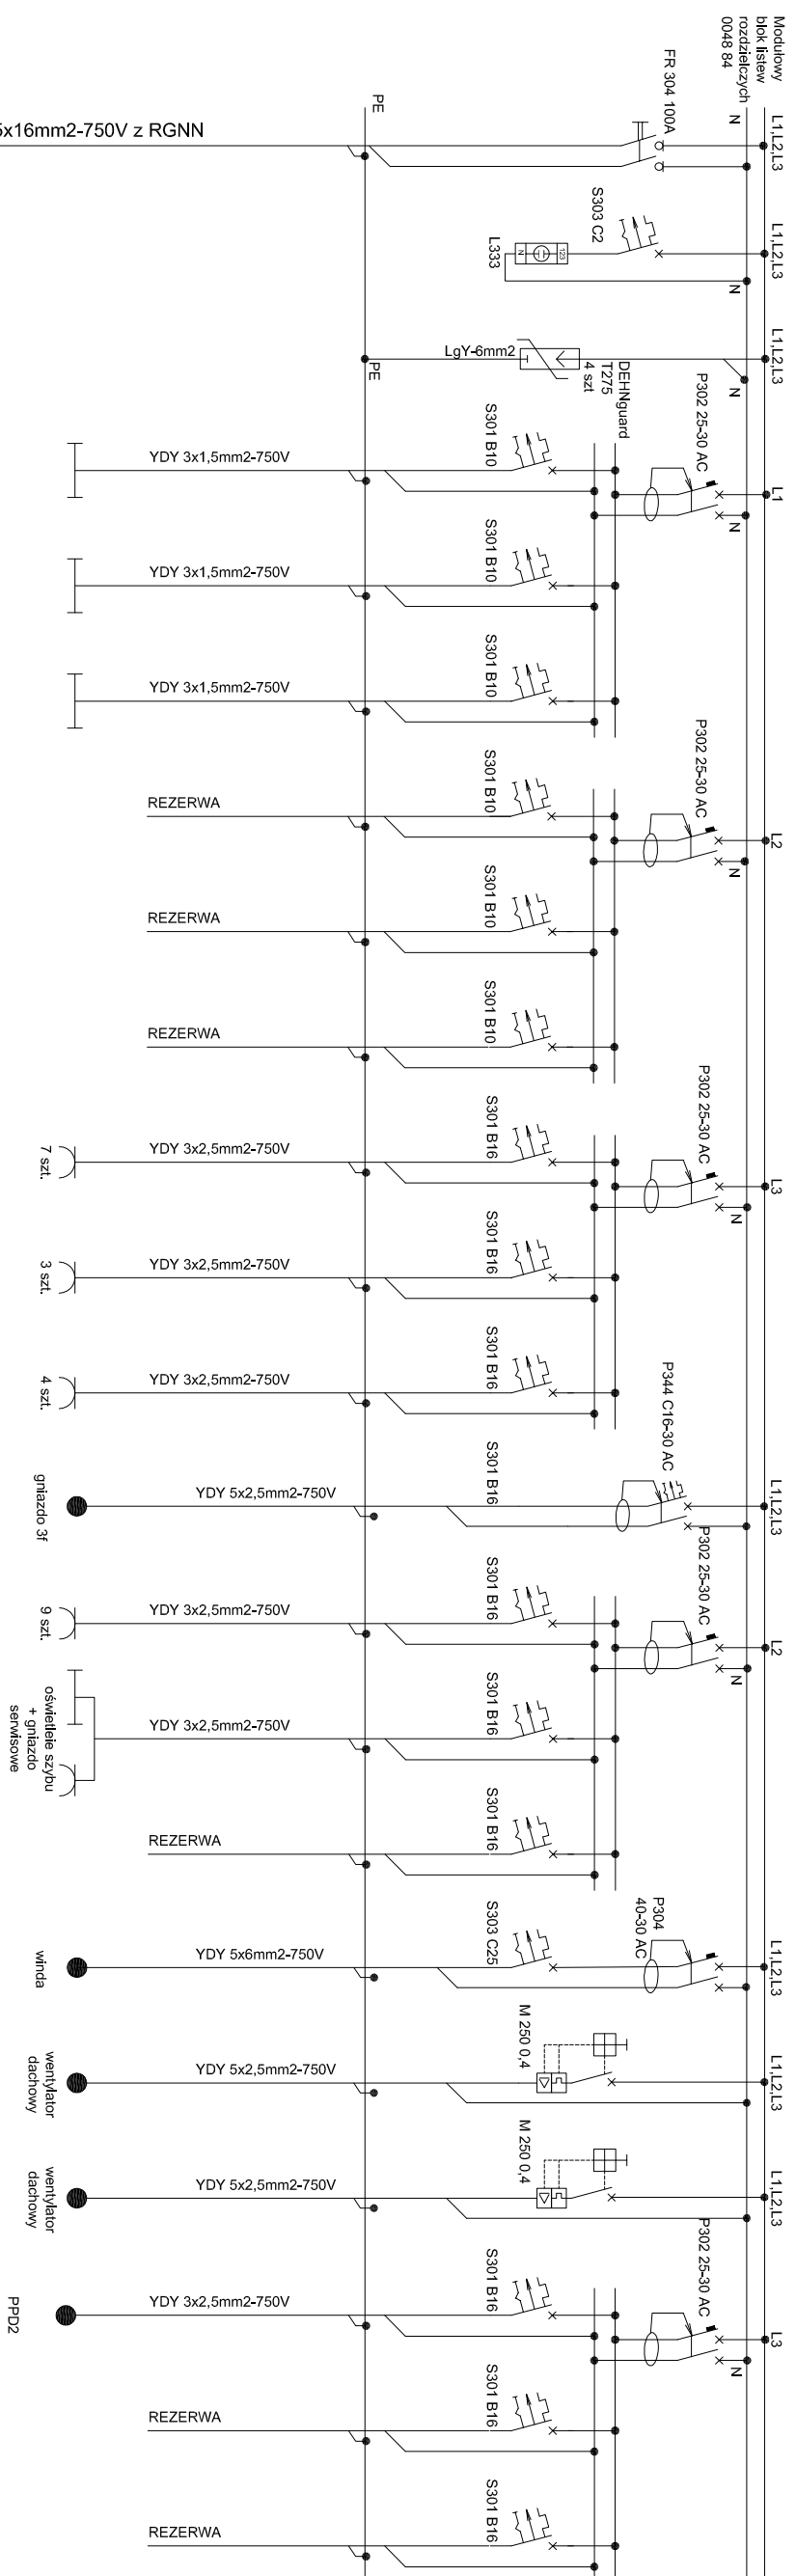 Modułowy
blok listew
rozdzielczych
0048 84
L1,L2,L3
N
FR 304 100A
PE
5x16mm2-750V z RGNN
L1,L2,L3
N
S303 C2
123
N
L333
L1,L2,L3
N
DEHNguard
T275
4 szt
LgY-6mm2
PE
L1
N
P302 25-30 AC
S301 B10
YDY 3x1,5mm2-750V
S301 B10
YDY 3x1,5mm2-750V
S301 B10
YDY 3x1,5mm2-750V
L2
N
P302 25-30 AC
S301 B10
REZERWA
S301 B10
REZERWA
S301 B10
REZERWA
L3
N
P302 25-30 AC
S301 B16
YDY 3x2,5mm2-750V
7 szt.
S301 B16
YDY 3x2,5mm2-750V
3 szt.
S301 B16
YDY 3x2,5mm2-750V
4 szt.
L1,L2,L3
P344 C16-30 AC
S301 B16
YDY 5x2,5mm2-750V
gniazdo 3f
L2
N
P302 25-30 AC
S301 B16
YDY 3x2,5mm2-750V
9 szt.
S301 B16
YDY 3x2,5mm2-750V
oświetleie szybu
+ gniazdo
serwisowe
S301 B16
REZERWA
L1,L2,L3
P304
40-30 AC
S303 C25
YDY 5x6mm2-750V
winda
L1,L2,L3
M 250 0,4
YDY 5x2,5mm2-750V
wentylator
dachowy
L1,L2,L3
M 250 0,4
YDY 5x2,5mm2-750V
wentylator
dachowy
L3
N
P302 25-30 AC
S301 B16
YDY 3x2,5mm2-750V
PPD2
S301 B16
REZERWA
S301 B16
REZERWA